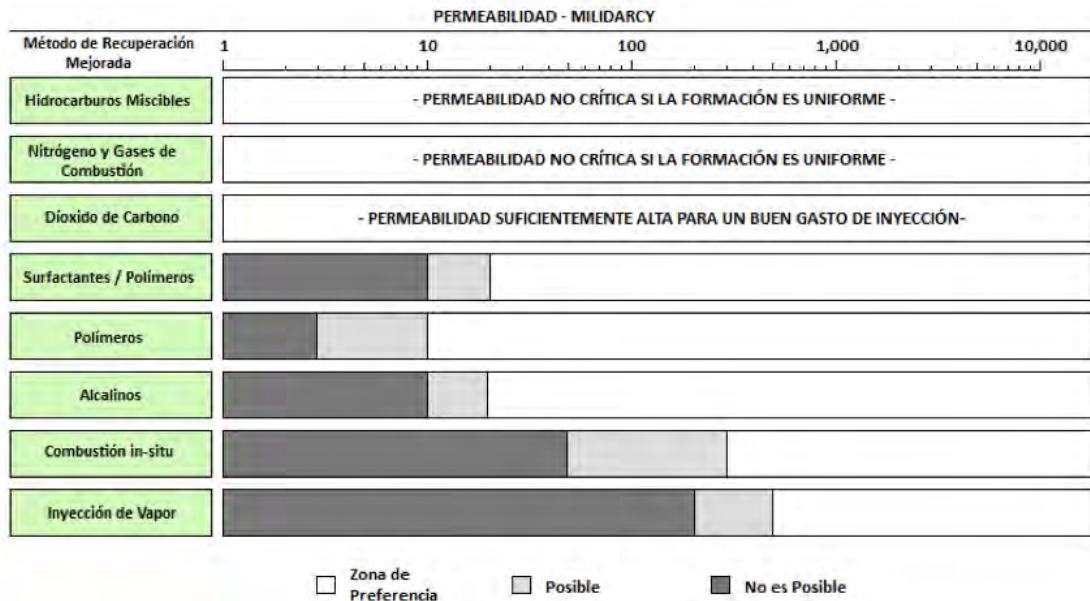 PERMEABILIDAD - MILIDARCY
Método de Recuperación
Mejorada
1 10 100 1,000 10,000
Hidrocarburos Miscibles
- PERMEABILIDAD NO CRÍTICA SI LA FORMACIÓN ES UNIFORME -
Nitrógeno y Gases de
Combustión
- PERMEABILIDAD NO CRÍTICA SI LA FORMACIÓN ES UNIFORME -
Díoxido de Carbono
- PERMEABILIDAD SUFICIENTEMENTE ALTA PARA UN BUEN GASTO DE INYECCIÓN-
Surfactantes / Polímeros
Polímeros
Alcalinos
Combustión in-situ
Inyección de Vapor
Zona de
Preferencia
Posible
No es Posible